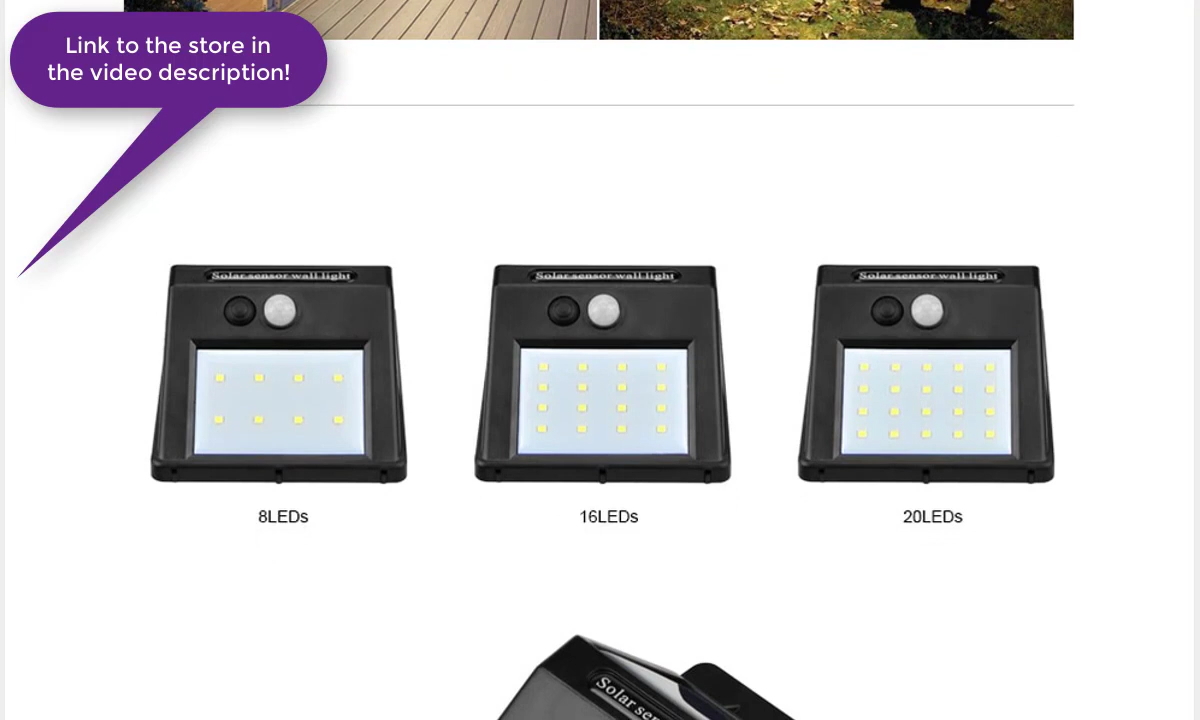 Link to the store in
the video description!
Solar sensor wall light
Solar sensor wall light
Solar sensor wall light
8LEDs
16LEDs
20LEDs
Solar